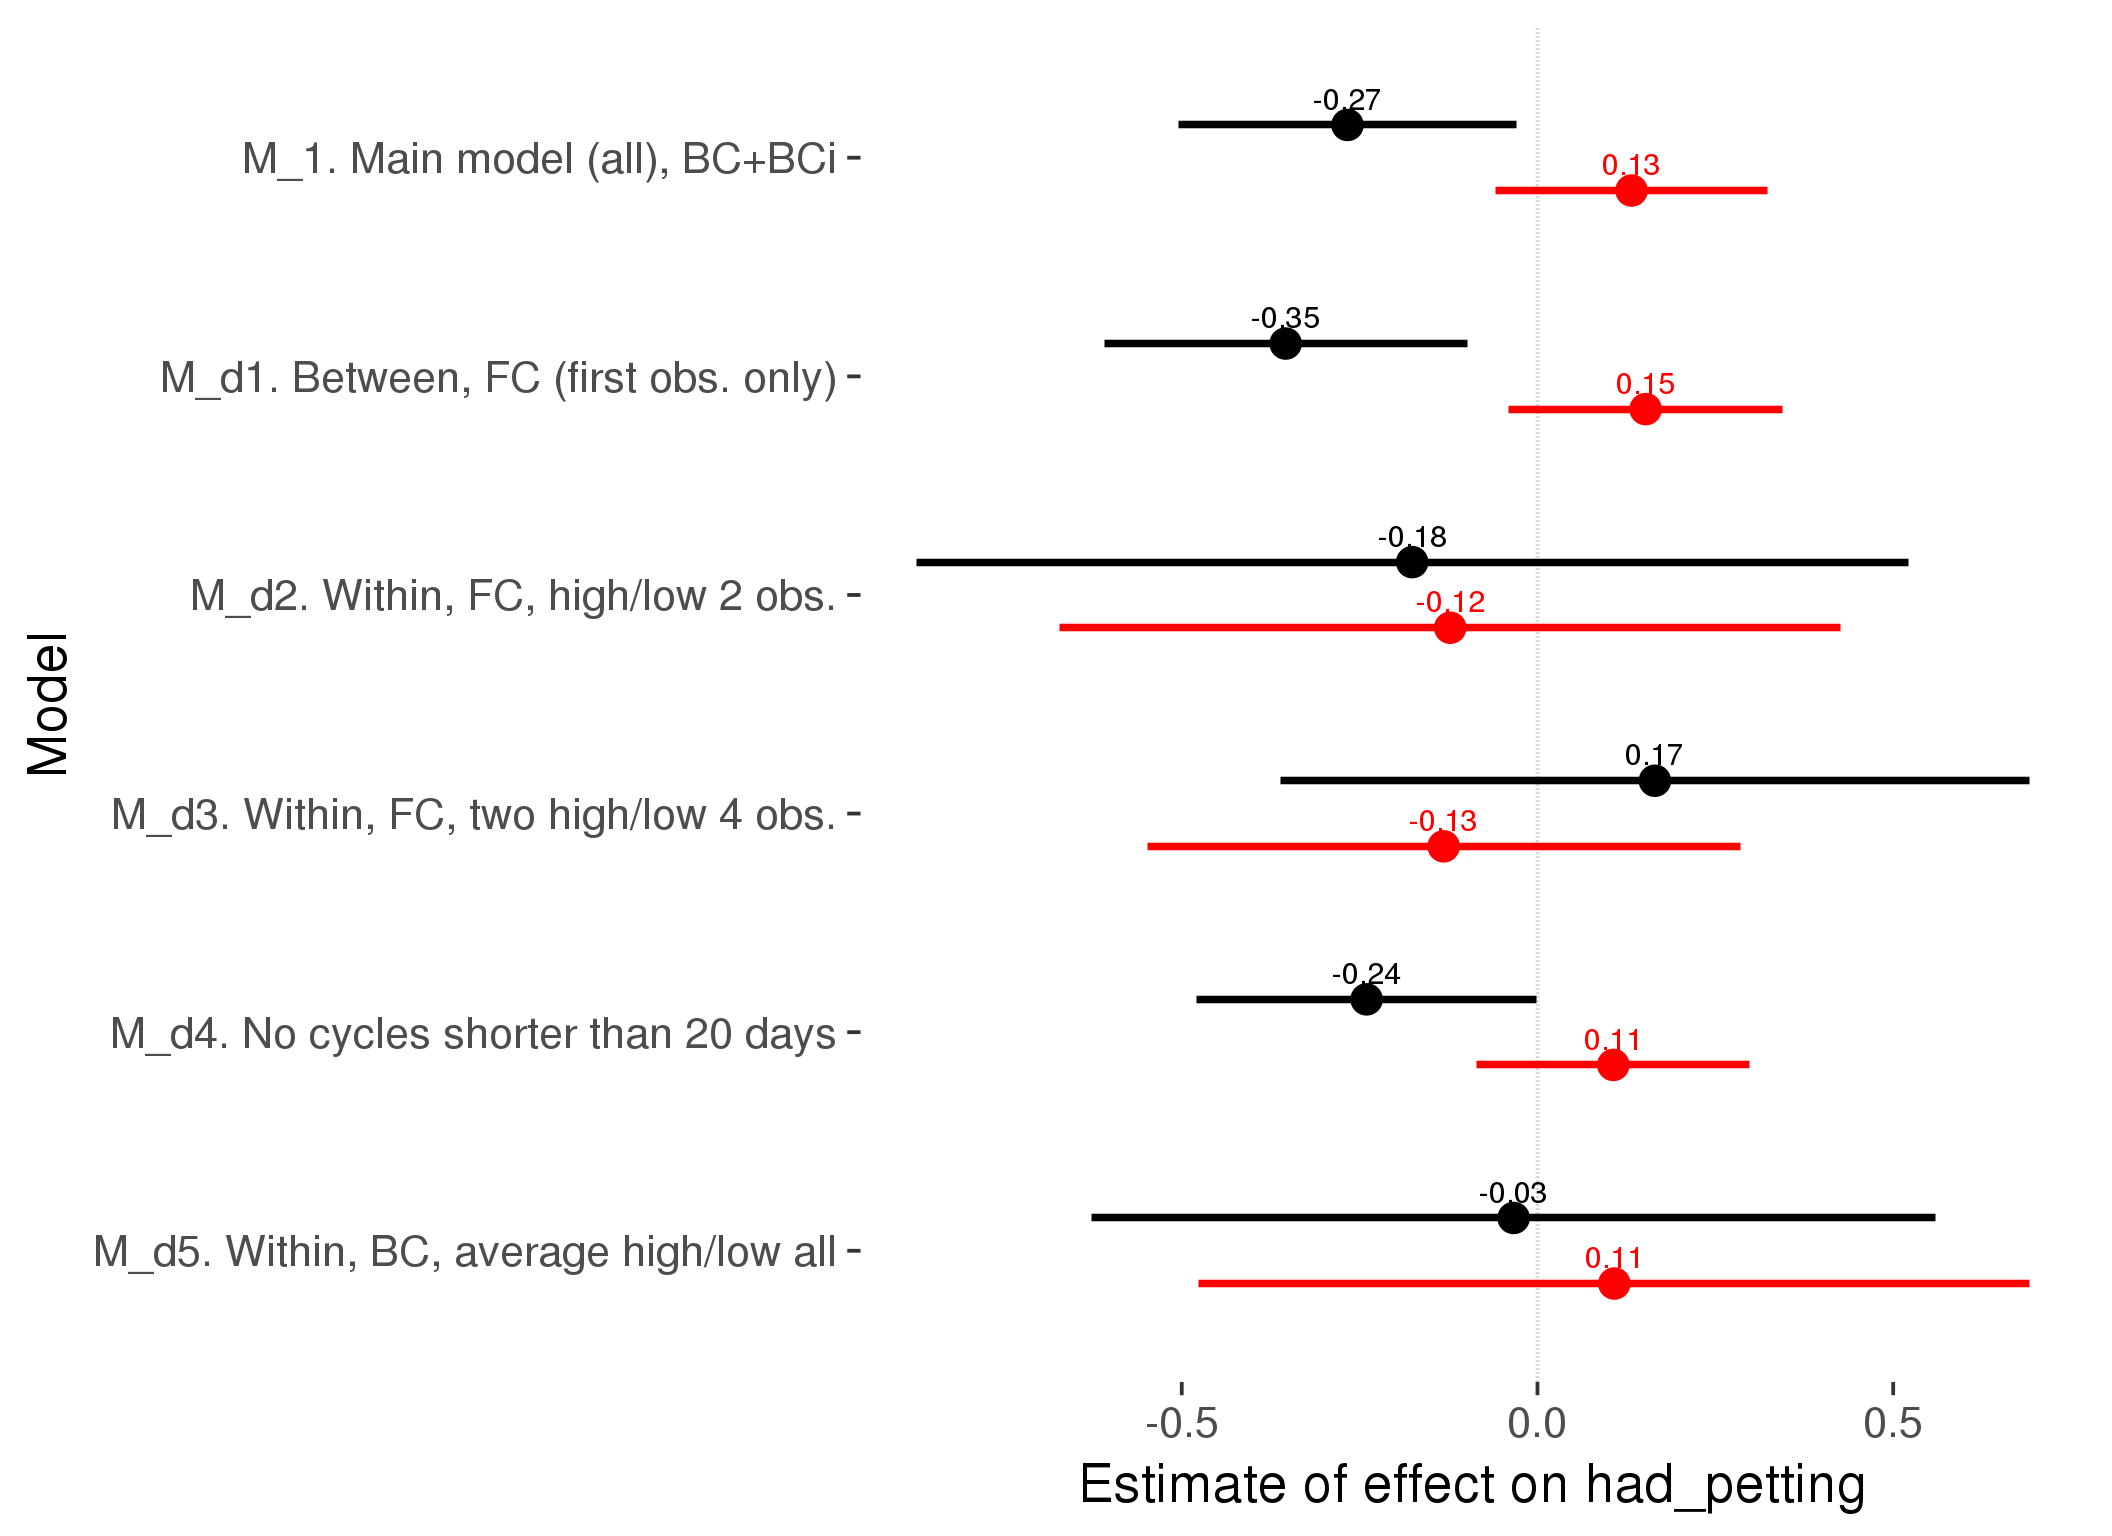 -0.27
M_1. Main model (all), BC+BCi
0.13
-0.35
M_d1. Between, FC (first obs. only)
0.15
-0.18
M_d2. Within, FC, high/low 2 obs.
-0.12
Model
0.17
M_d3. Within, FC, two high/low 4 obs.
-0.13
-0.24
M_d4. No cycles shorter than 20 days
0.11
-0.03
M_d5. Within, BC, average high/low all
0.11
-0.5 0.0 0.5
Estimate of effect on had_petting